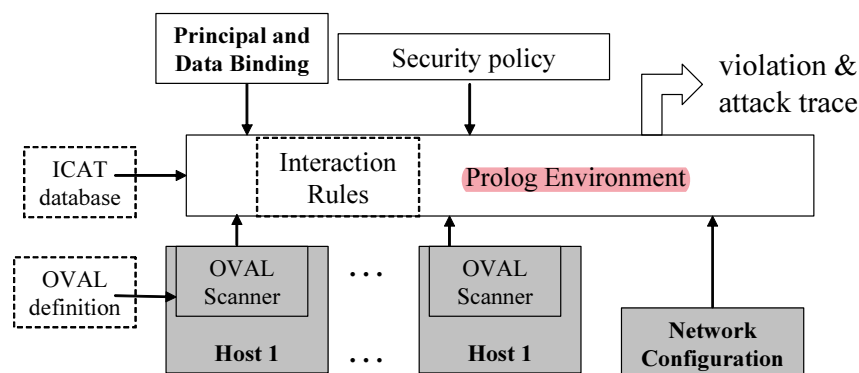 Principal and
Data Binding
Security policy
violation &
attack trace
ICAT
database
Interaction
Rules
Prolog Environment
OVAL
definition
OVAL
Scanner
...
OVAL
Scanner
Host 1
...
Host 1
Network
Configuration